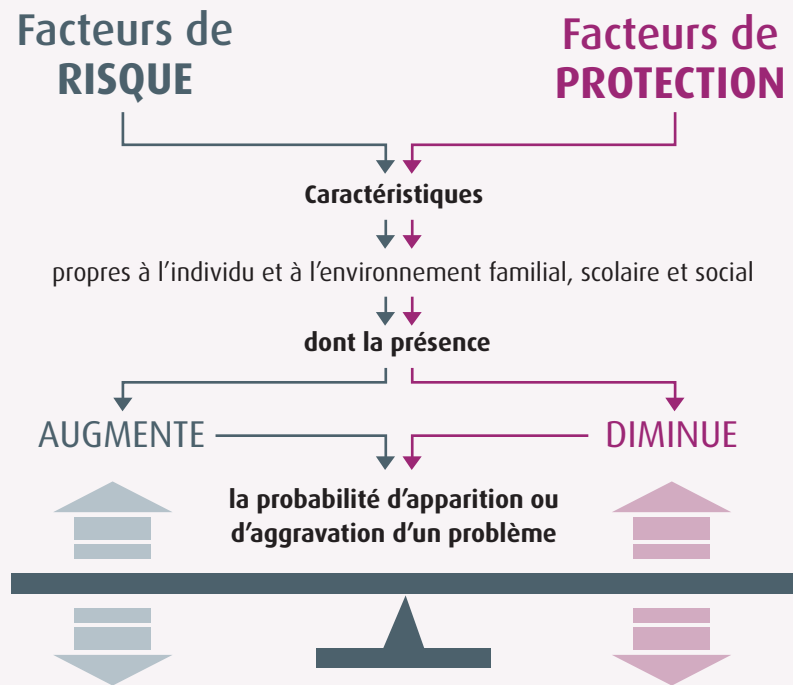 Facteurs de
RISQUE
Facteurs de
PROTECTION
Caractéristiques
propres à l’individu et à l’environnement familial, scolaire et social
dont la présence
AUGMENTE
DIMINUE
la probabilité d’apparition ou
d’aggravation d’un problème